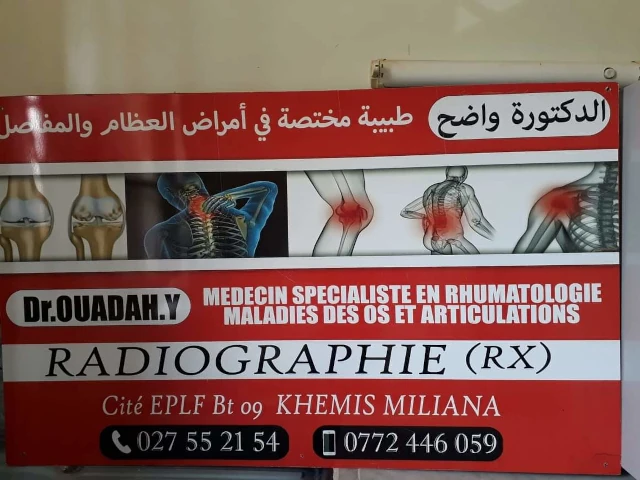 الدكتورة واضح طبيبة مختصة في أمراض العظام والمفاصل
Dr.OUADAH.Y
MEDECIN SPECIALISTE EN RHUMATOLOGIE
MALADIES DES OS ET ARTICULATIONS
RADIOGRAPHIE (RX)
Cité EPLF Bt 09 KHEMIS MILIANA
027 55 21 54 0772 446 059